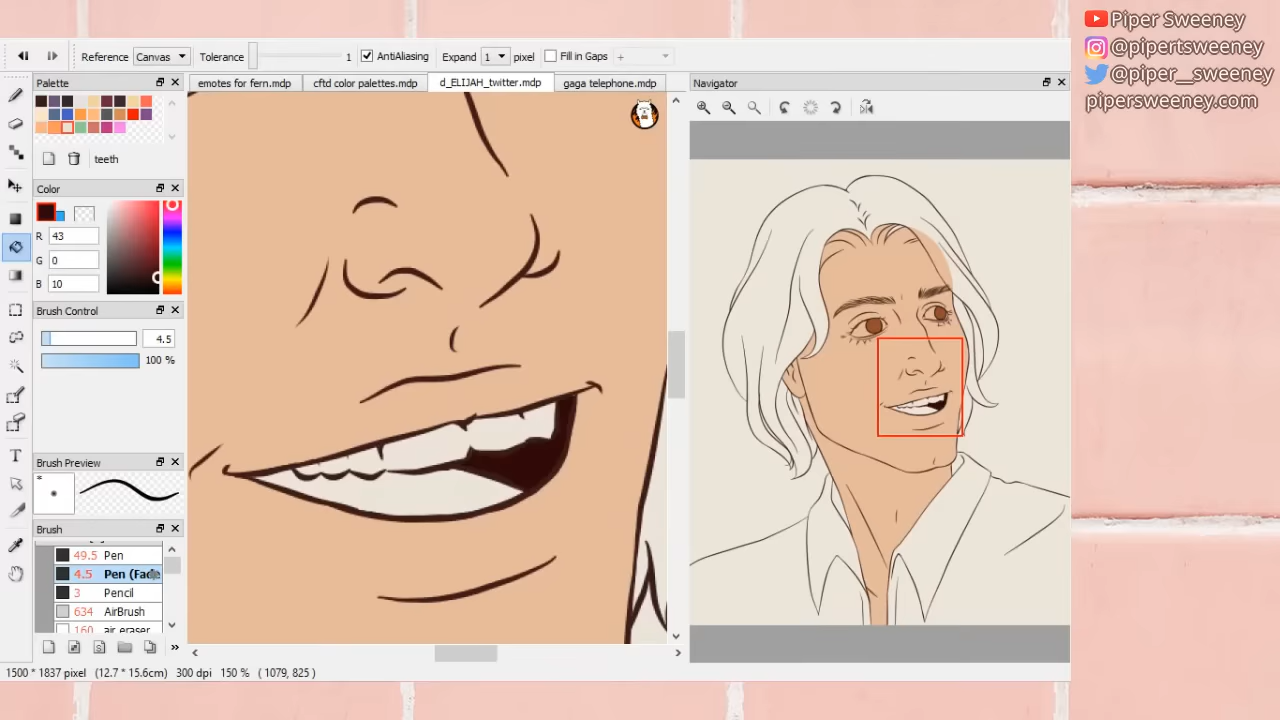 Piper Sweeney
@pipertsweeney
@piper__sweeney
pipersweeney.com
Reference Canvas Tolerance 1 AntiAliasing Expand 1 pixel Fill in Gaps +
Palette
teeth
Color
R 43
G 0
B 10
Brush Control
4.5
100 %
Brush Preview
*
Brush
49.5 Pen
4.5 Pen (Fade
3 Pencil
634 AirBrush
160 air eraser
emotes for fern.mdp cftd color palettes.mdp d_ELIJAH_twitter.mdp gaga telephone.mdp
Navigator
1500 * 1837 pixel (12.7 * 15.6cm) 300 dpi 150 % ( 1079, 825 )